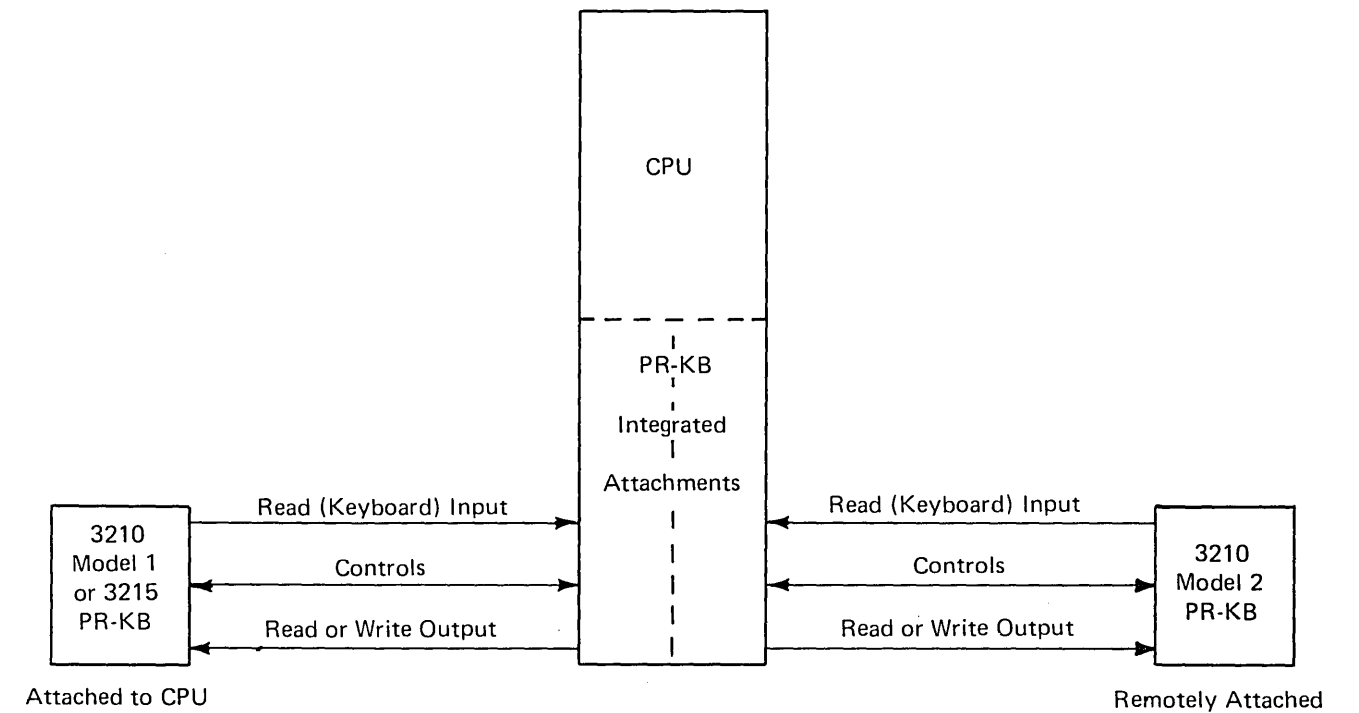 CPU
PR-KB
Integrated
Attachments
Read (Keyboard) Input
Controls
Read or Write Output
3210
Model 1
or 3215
PR-KB
Attached to CPU
Read (Keyboard) Input
Controls
Read or Write Output
3210
Model 2
PR-KB
Remotely Attached